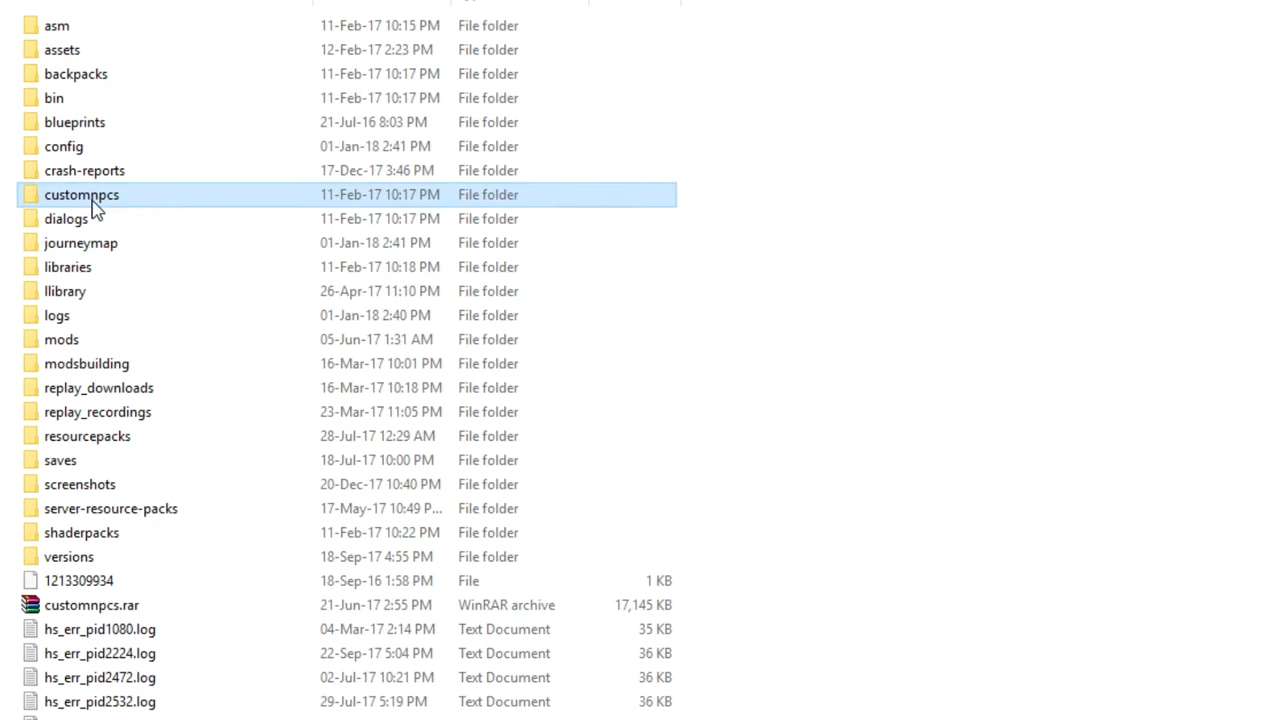 asm 11-Feb-17 10:15 PM File folder
assets 12-Feb-17 2:23 PM File folder
backpacks 11-Feb-17 10:17 PM File folder
bin 11-Feb-17 10:17 PM File folder
blueprints 21-Jul-16 8:03 PM File folder
config 01-Jan-18 2:41 PM File folder
crash-reports 17-Dec-17 3:46 PM File folder
customnpcs 11-Feb-17 10:17 PM File folder
dialogs 11-Feb-17 10:17 PM File folder
journeymap 01-Jan-18 2:41 PM File folder
libraries 11-Feb-17 10:18 PM File folder
llibrary 26-Apr-17 11:10 PM File folder
logs 01-Jan-18 2:40 PM File folder
mods 05-Jun-17 1:31 AM File folder
modsbuilding 16-Mar-17 10:01 PM File folder
replay_downloads 16-Mar-17 10:18 PM File folder
replay_recordings 23-Mar-17 11:05 PM File folder
resourcepacks 28-Jul-17 12:29 AM File folder
saves 18-Jul-17 10:00 PM File folder
screenshots 20-Dec-17 10:40 PM File folder
server-resource-packs 17-May-17 10:49 P... File folder
shaderpacks 11-Feb-17 10:22 PM File folder
versions 18-Sep-17 4:55 PM File folder
1213309934 18-Sep-16 1:58 PM File 1 KB
customnpcs.rar 21-Jun-17 2:55 PM WinRAR archive 17,145 KB
hs_err_pid1080.log 04-Mar-17 2:14 PM Text Document 35 KB
hs_err_pid2224.log 22-Sep-17 5:04 PM Text Document 36 KB
hs_err_pid2472.log 02-Jul-17 10:21 PM Text Document 36 KB
hs_err_pid2532.log 29-Jul-17 5:19 PM Text Document 36 KB